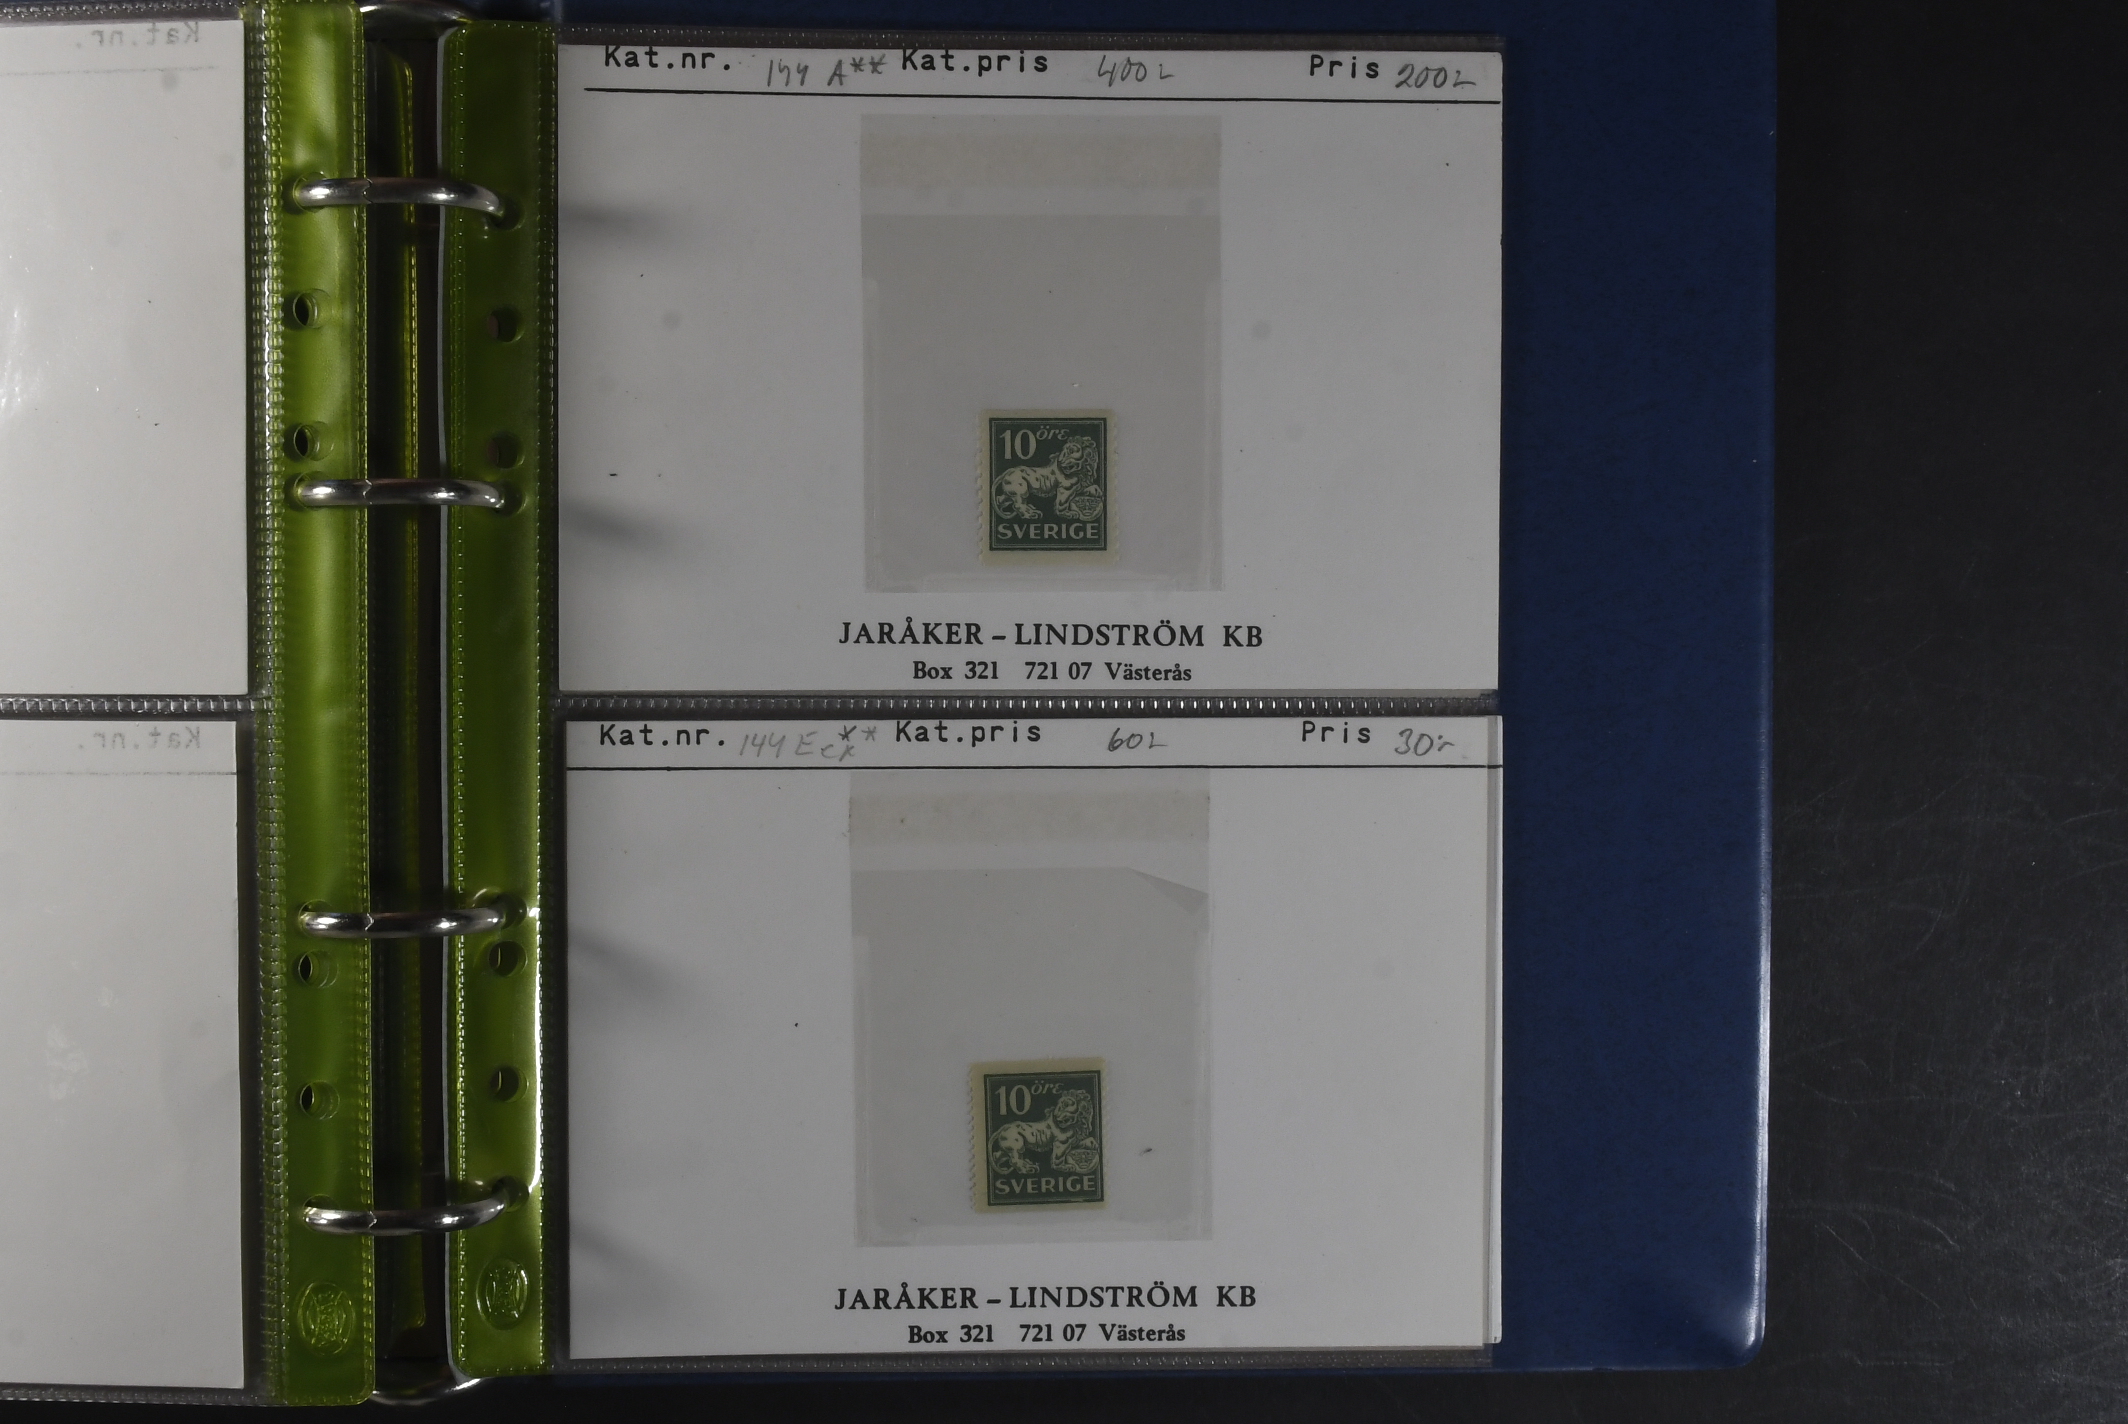 Kat.nr.
Kat.nr. 144 A** Kat.pris 400:- Pris 200:-
10 öre
SVERIGE
JARÅKER – LINDSTRÖM KB
Box 321 721 07 Västerås
Kat.nr.
Kat.nr. 144 Ecx** Kat.pris 60:- Pris 30:-
10 öre
SVERIGE
JARÅKER – LINDSTRÖM KB
Box 321 721 07 Västerås